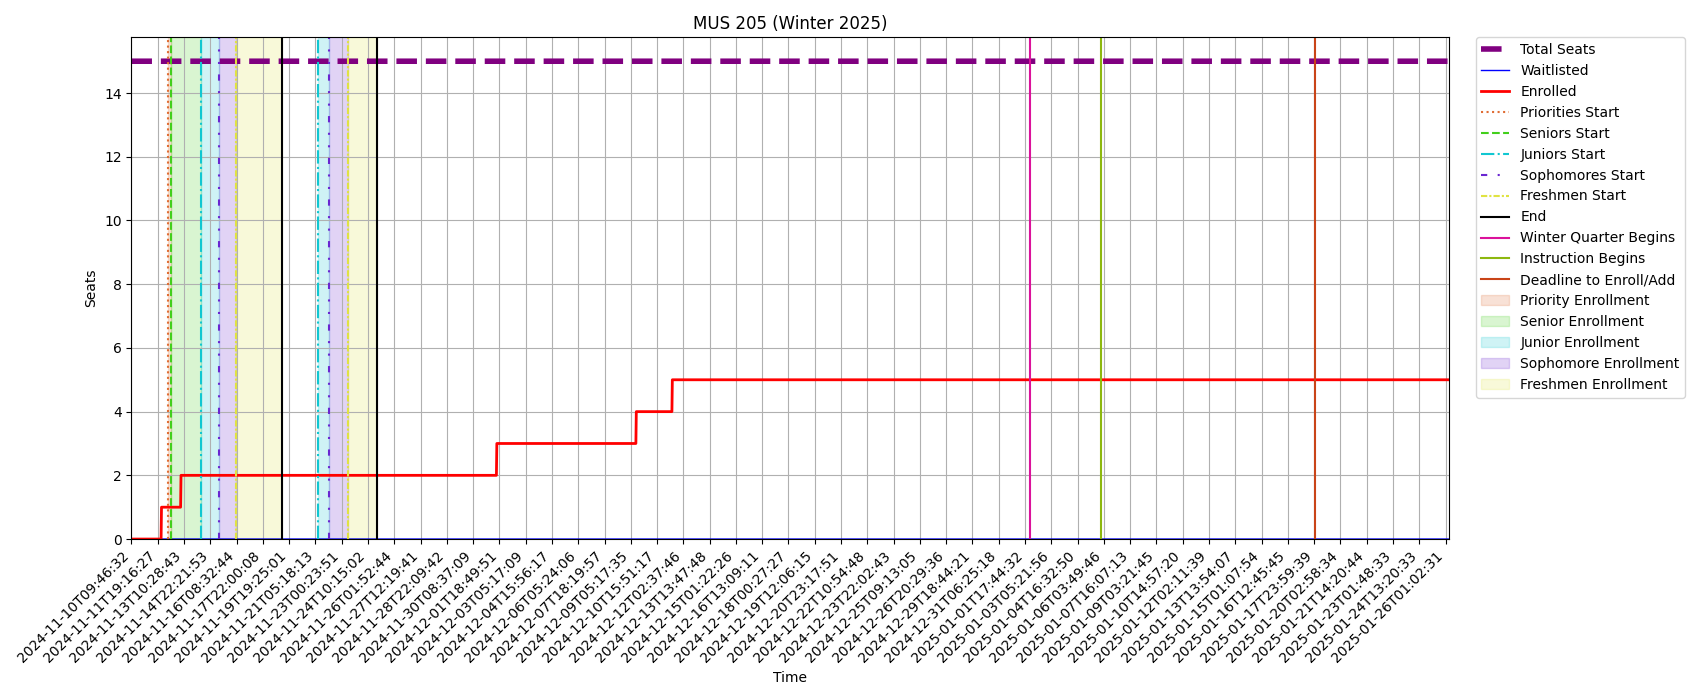 MUS 205 (Winter 2025)
Seats
14
12
10
8
6
4
2
0
2024-11-10T09:46:32
2024-11-11T19:16:27
2024-11-13T10:28:43
2024-11-14T22:21:53
2024-11-16T08:32:44
2024-11-17T22:00:08
2024-11-19T19:25:01
2024-11-21T05:18:13
2024-11-23T00:23:51
2024-11-24T10:15:02
2024-11-26T01:52:44
2024-11-27T12:19:41
2024-11-28T22:09:42
2024-11-30T08:37:09
2024-12-01T18:49:51
2024-12-03T05:17:09
2024-12-04T15:56:17
2024-12-06T05:24:06
2024-12-07T18:19:57
2024-12-09T05:17:35
2024-12-10T15:51:17
2024-12-12T02:37:46
2024-12-13T13:47:48
2024-12-15T01:22:26
2024-12-16T13:09:11
2024-12-18T00:27:27
2024-12-19T12:06:15
2024-12-20T23:17:51
2024-12-22T10:54:48
2024-12-23T22:02:43
2024-12-25T09:13:05
2024-12-26T20:29:36
2024-12-29T18:44:21
2024-12-31T06:25:18
2025-01-01T17:44:32
2025-01-03T05:21:56
2025-01-04T16:32:50
2025-01-06T03:49:46
2025-01-07T16:07:13
2025-01-09T03:21:45
2025-01-10T14:57:20
2025-01-12T02:11:39
2025-01-13T13:54:07
2025-01-15T01:07:54
2025-01-16T12:45:45
2025-01-17T23:59:39
2025-01-20T02:58:34
2025-01-21T14:20:44
2025-01-23T01:48:33
2025-01-24T13:20:33
2025-01-26T01:02:31
Time
Total Seats
Waitlisted
Enrolled
Priorities Start
Seniors Start
Juniors Start
Sophomores Start
Freshmen Start
End
Winter Quarter Begins
Instruction Begins
Deadline to Enroll/Add
Priority Enrollment
Senior Enrollment
Junior Enrollment
Sophomore Enrollment
Freshmen Enrollment